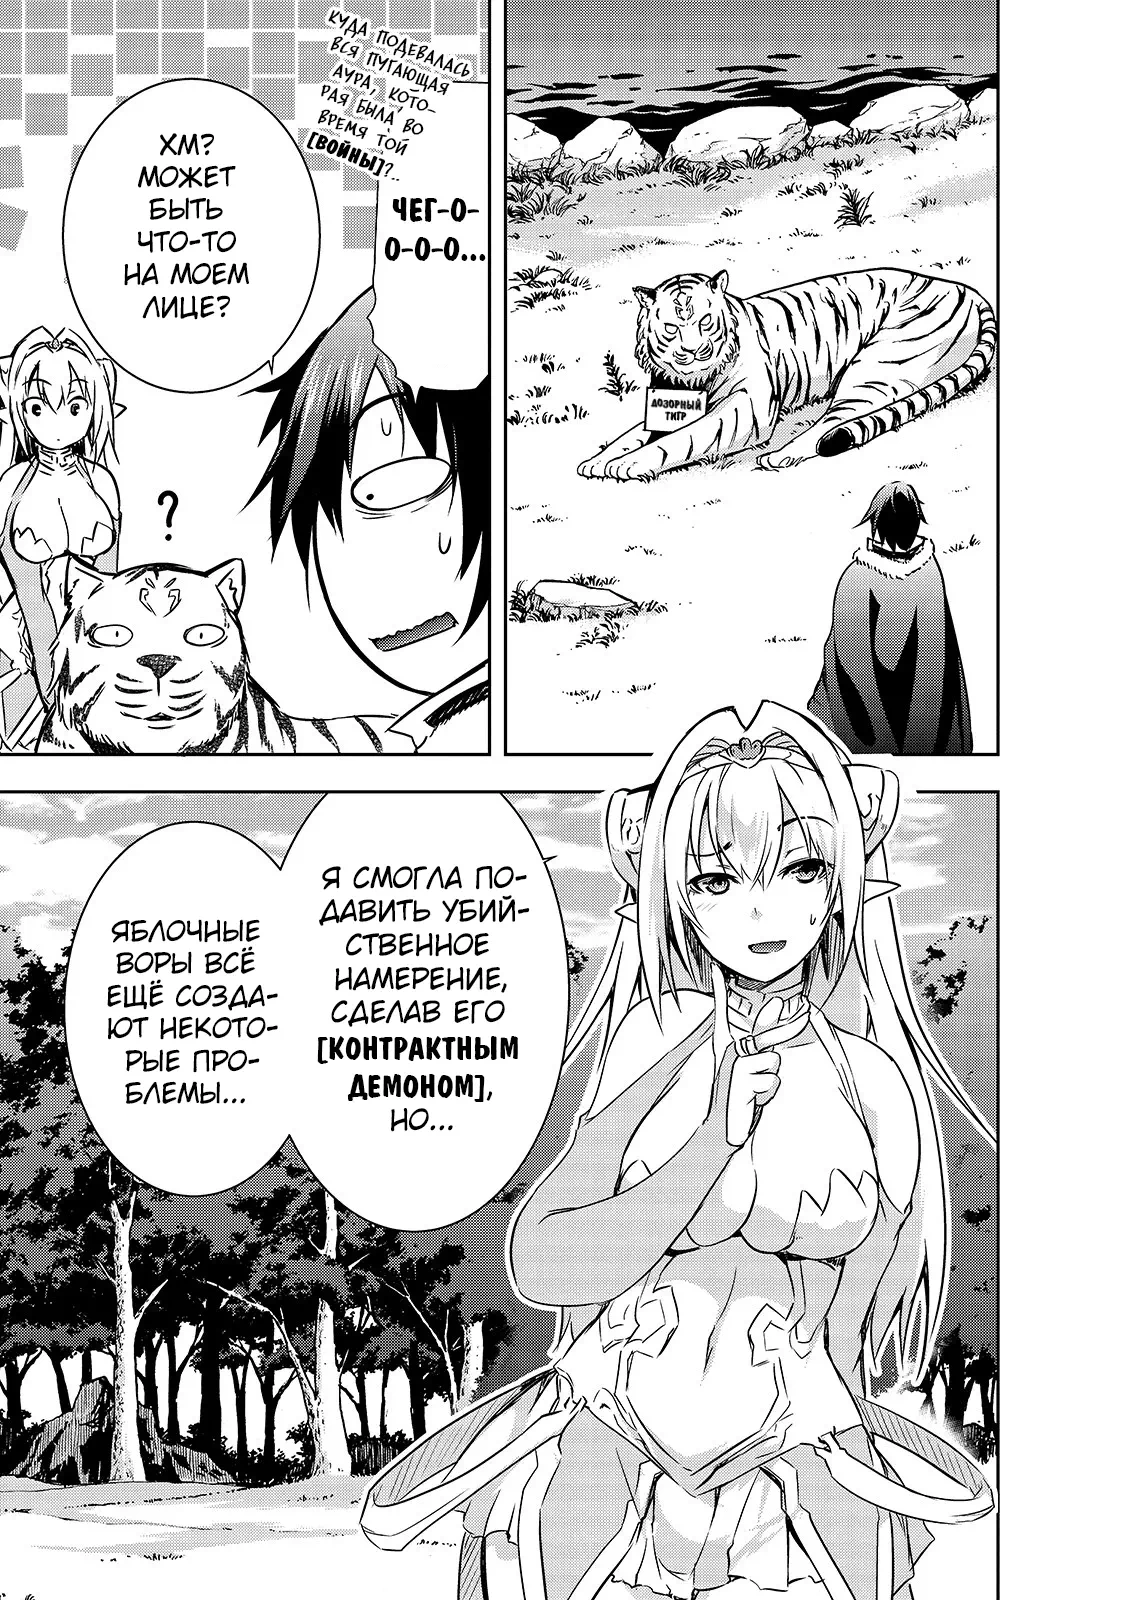 ДОЗОРНЫЙ
ТИГР
КУДА ПОДЕВАЛАСЬ
ВСЯ ПУГАЮЩАЯ
АУРА, КОТО-
РАЯ БЫЛА ВО
ВРЕМЯ ТОЙ
[ВОЙНЫ]?..
ЧЕГ-О-
О-О-О...
ХМ?
МОЖЕТ
БЫТЬ
ЧТО-ТО
НА МОЕМ
ЛИЦЕ?
?
Я СМОГЛА ПО-
ДАВИТЬ УБИЙ-
СТВЕННОЕ
НАМЕРЕНИЕ,
СДЕЛАВ ЕГО
[КОНТРАКТНЫМ
ДЕМОНОМ],
НО...
ЯБЛОЧНЫЕ
ВОРЫ ВСЁ
ЕЩЁ СОЗДА-
ЮТ НЕКОТО-
РЫЕ ПРО-
БЛЕМЫ...